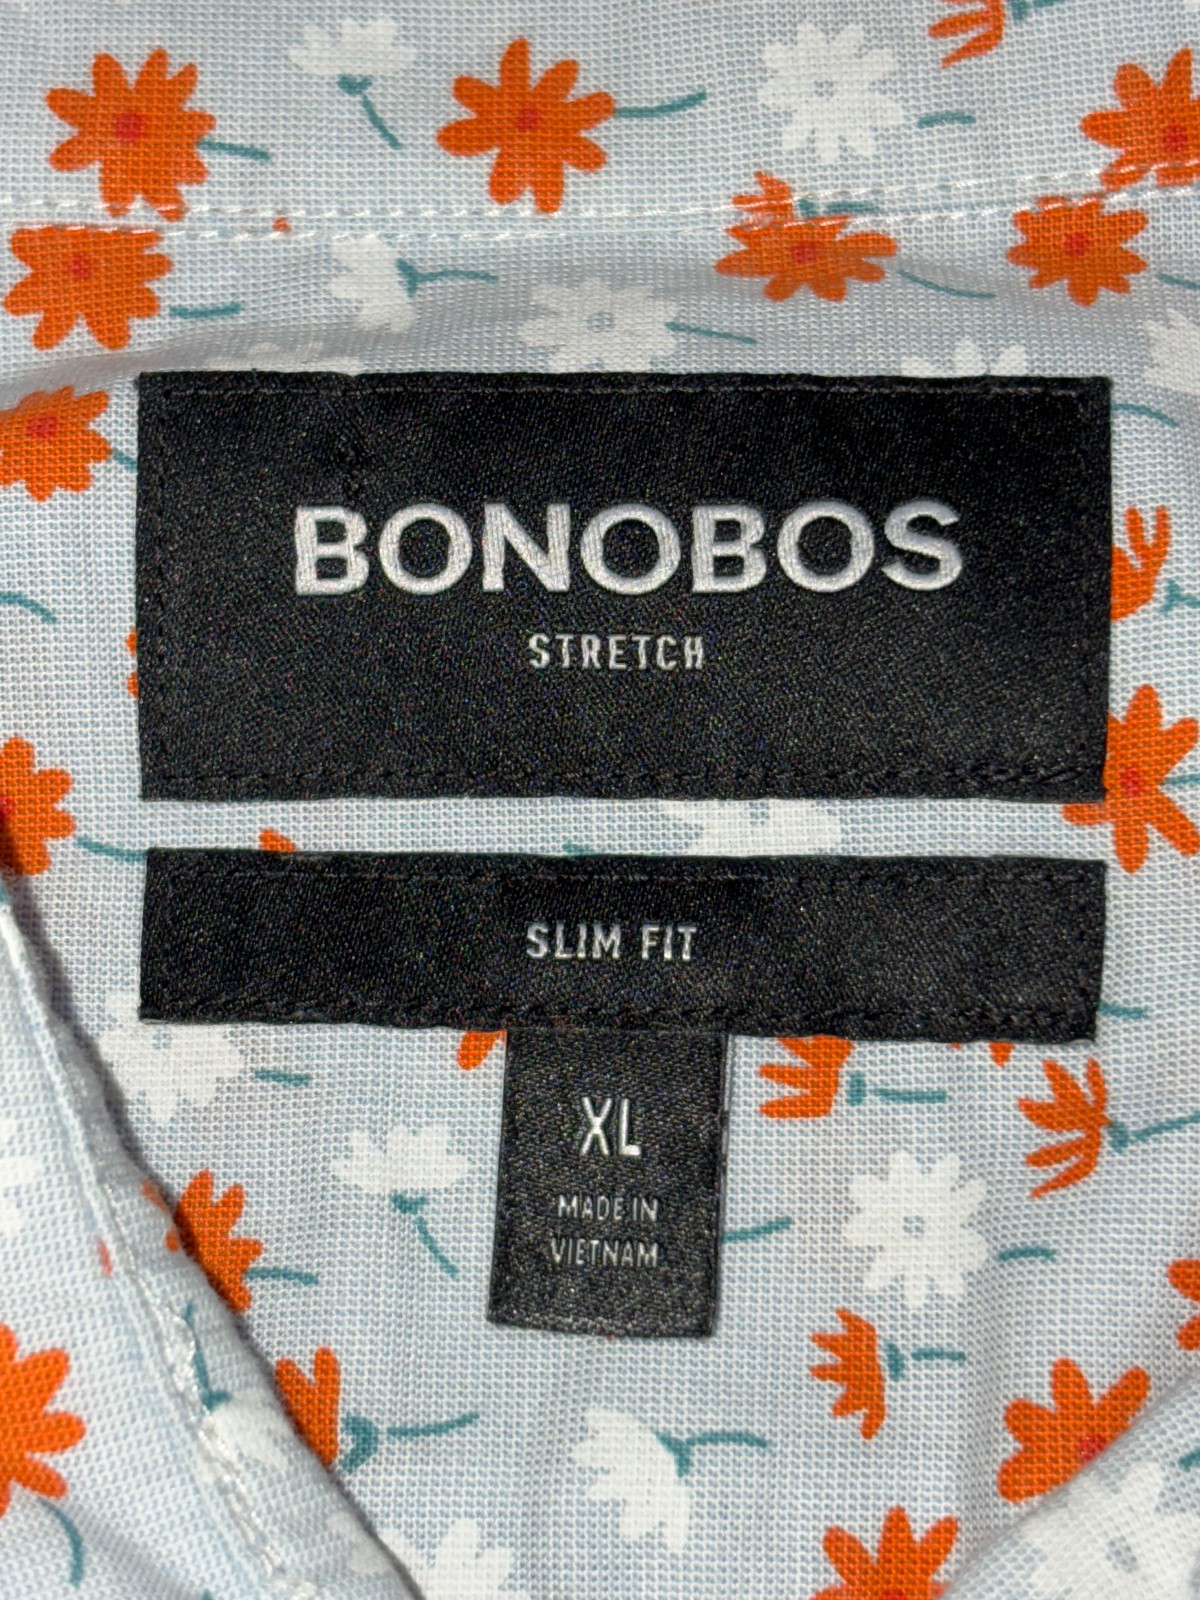 BONOBOS
STRETCH
SLIM FIT
XL
MADE IN
VIETNAM